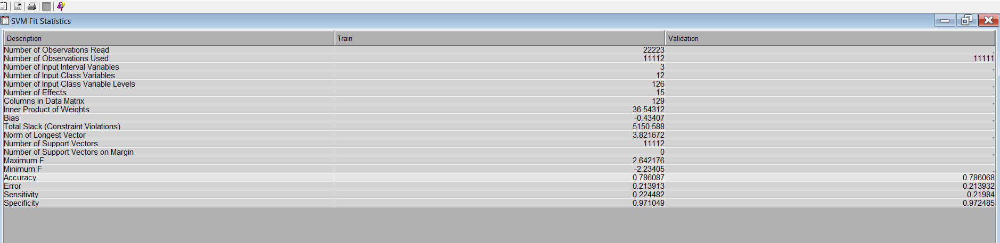 SVM Fit Statistics
Description Train Validation
Number of Observations Read 22223 .
Number of Observations Used 11112 11111
Number of Input Interval Variables 3 .
Number of Input Class Variables 12 .
Number of Input Class Variable Levels 126 .
Number of Effects 15 .
Columns in Data Matrix 129 .
Inner Product of Weights 36.54312 .
Bias -0.43407 .
Total Slack (Constraint Violations) 5150.588 .
Norm of Longest Vector 3.821672 .
Number of Support Vectors 11112 .
Number of Support Vectors on Margin 0 .
Maximum F 2.642176 .
Minimum F -2.23405 .
Accuracy 0.786087 0.786068
Error 0.213913 0.213932
Sensitivity 0.224482 0.21984
Specificity 0.971049 0.972485